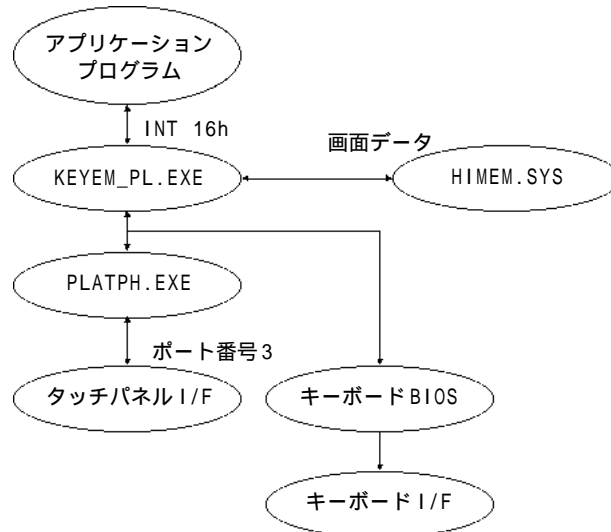 アプリケーション
プログラム
INT 16h
画面データ
KEYEM_PL.EXE
HIMEM.SYS
PLATPH.EXE
ポート番号3
タッチパネルI/F
キーボードBIOS
キーボードI/F